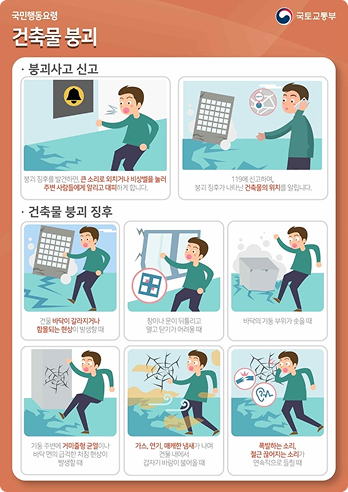 국민행동요령
국토교통부
건축물 붕괴
· 붕괴사고 신고
붕괴 징후를 발견하면, 큰 소리로 외치거나 비상벨을 눌러
주변 사람들에게 알리고 대피하게 합니다.
119에 신고하여,
붕괴 징후가 나타난 건축물의 위치를 알립니다.
· 건축물 붕괴 징후
건물 바닥이 갈라지거나
함몰되는 현상이 발생할 때
창이나 문이 뒤틀리고
열고 닫기가 어려울 때
바닥의 기둥 부위가 솟을 때
기둥 주변에 거미줄형 균열이나
바닥 면의 급격한 처짐 현상이
발생할 때
가스, 연기, 매캐한 냄새가 나며
건물 내에서
갑자기 바람이 불어올 때
폭발하는 소리,
철근 끊어지는 소리가
연속적으로 들릴 때